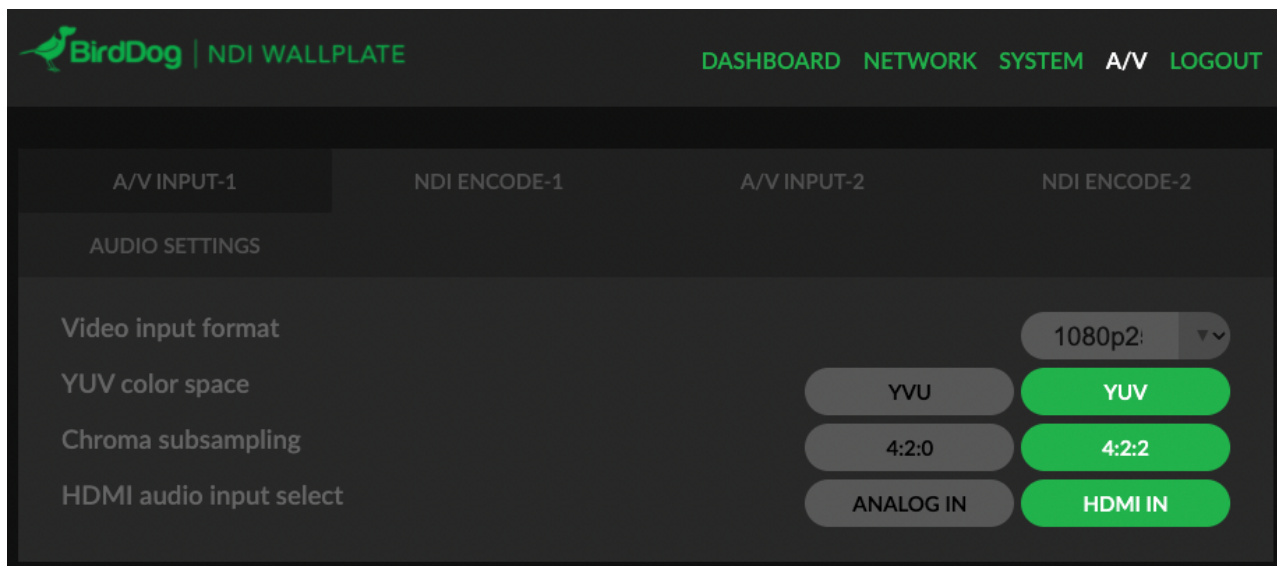 BirdDog | NDI WALLPLATE
DASHBOARD NETWORK SYSTEM A/V LOGOUT
A/V INPUT-1 NDI ENCODE-1 A/V INPUT-2 NDI ENCODE-2
AUDIO SETTINGS
Video input format
YUV color space YVU YUV
Chroma subsampling 4:2:0 4:2:2
HDMI audio input select ANALOG IN HDMI IN